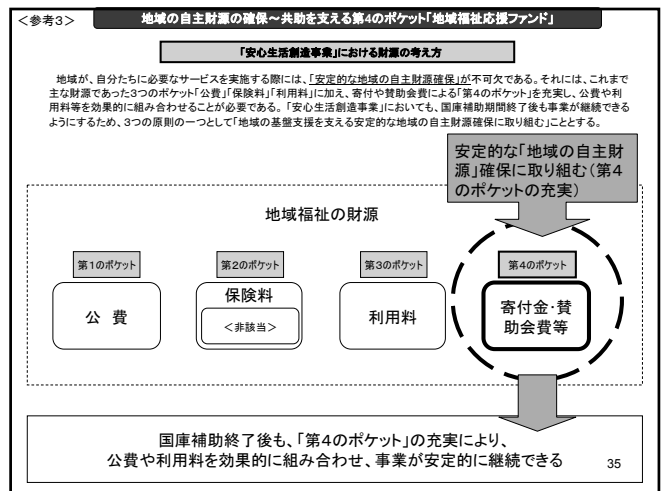 <参考3>
地域の自主財源の確保～共助を支える第4のポケット「地域福祉応援ファンド」
「安心生活創造事業」における財源の考え方
地域が、自分たちに必要なサービスを実施する際には、「安定的な地域の自主財源確保」が不可欠である。それには、これまで
主な財源であった3つのポケット「公費」「保険料」「利用料」に加え、寄付や賛助会費による「第4のポケット」を充実し、公費や利
用料等を効果的に組み合わせることが必要である。「安心生活創造事業」においても、国庫補助期間終了後も事業が継続できる
ようにするため、3つの原則の一つとして「地域の基盤支援を支える安定的な地域の自主財源確保に取り組む」こととする。
安定的な「地域の自主財
源」確保に取り組む(第4
のポケットの充実)
地域福祉の財源
第1のポケット
第2のポケット
第3のポケット
第4のポケット
公 費
保険料
<非該当>
利用料
寄付金・賛
助会費等
国庫補助終了後も、「第4のポケット」の充実により、
公費や利用料を効果的に組み合わせ、事業が安定的に継続できる
35